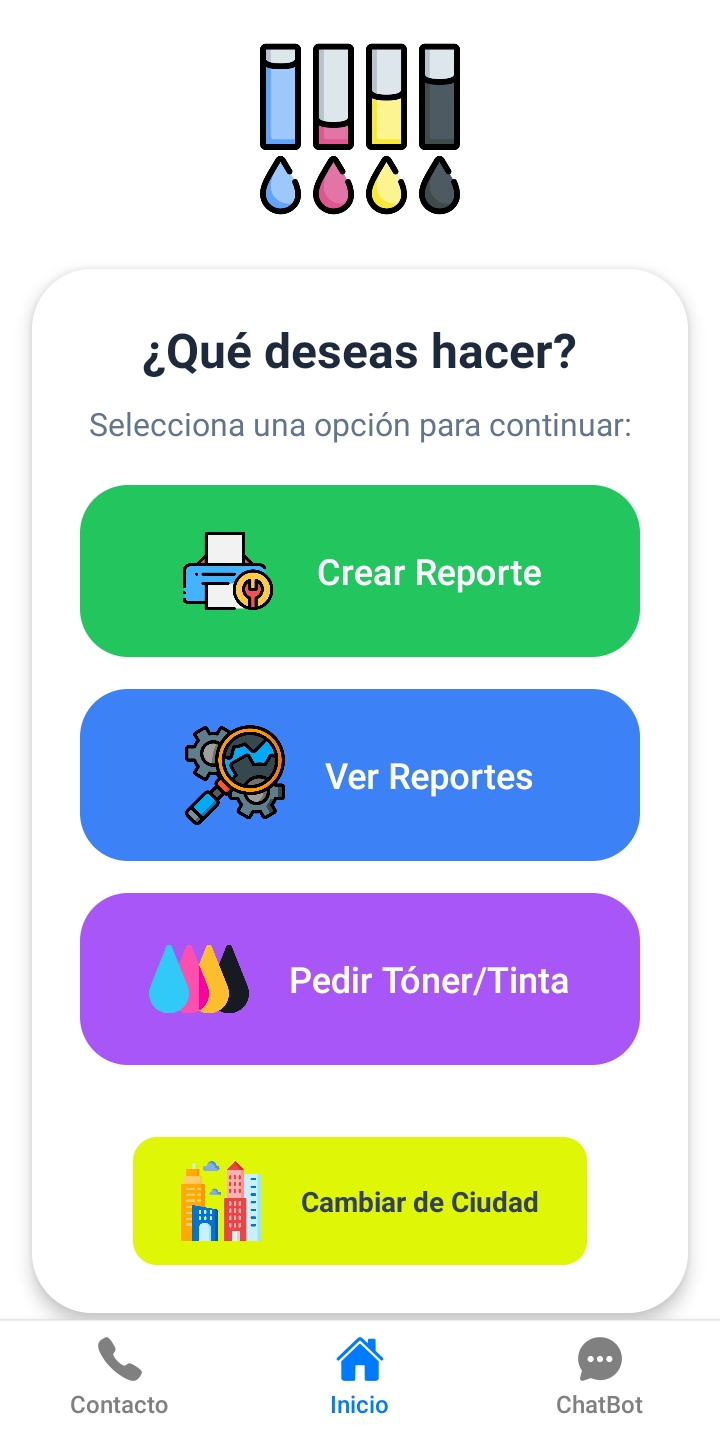 ¿Qué deseas hacer?
Selecciona una opción para continuar:
Crear Reporte
Ver Reportes
Pedir Tóner/Tinta
Cambiar de Ciudad
Contacto
Inicio
ChatBot